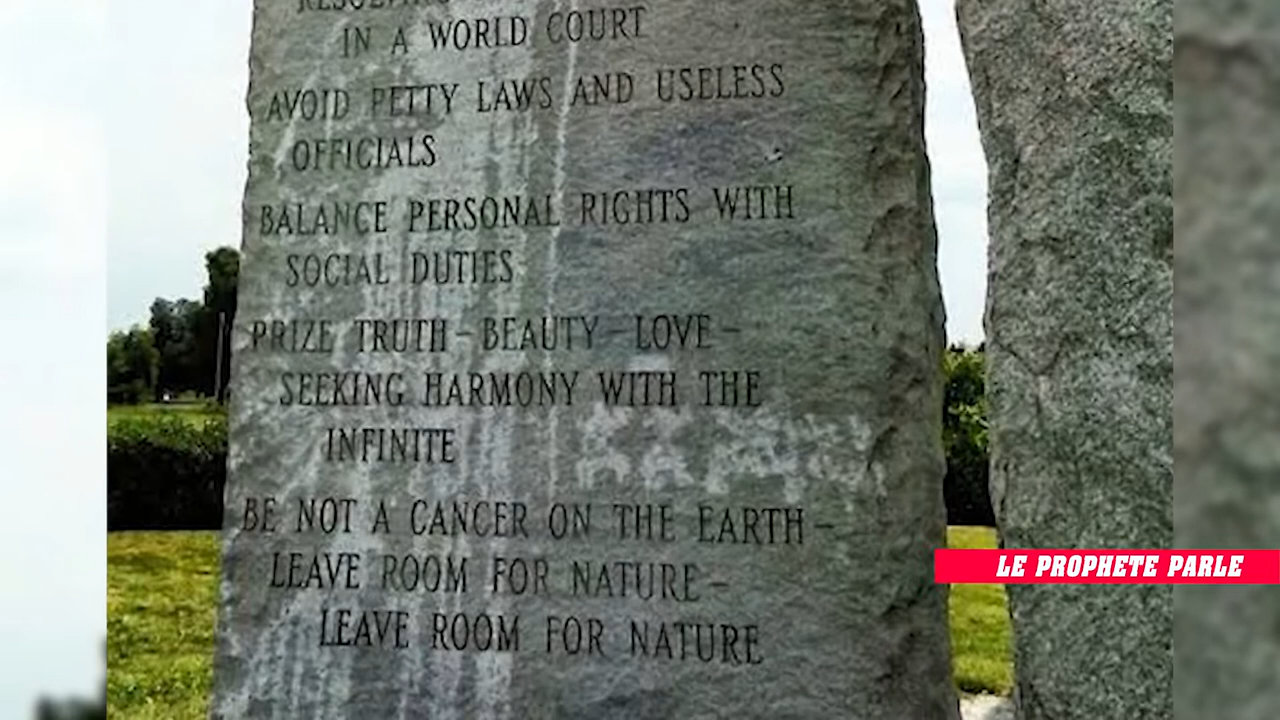 IN A WORLD COURT
AVOID PETTY LAWS AND USELESS
OFFICIALS
BALANCE PERSONAL RIGHTS WITH
SOCIAL DUTIES
PRIZE TRUTH – BEAUTY – LOVE –
SEEKING HARMONY WITH THE
INFINITE
BE NOT A CANCER ON THE EARTH –
LEAVE ROOM FOR NATURE –
LEAVE ROOM FOR NATURE
LE PROPHETE PARLE